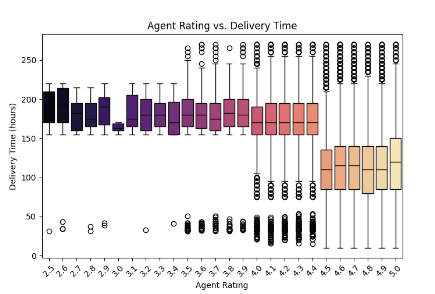 Agent Rating vs. Delivery Time
Delivery Time (hours)
250
200
150
100
50
0
2.5 2.6 2.7 2.8 2.9 3.0 3.1 3.2 3.3 3.4 3.5 3.6 3.7 3.8 3.9 4.0 4.1 4.2 4.3 4.4 4.5 4.6 4.7 4.8 4.9 5.0
Agent Rating